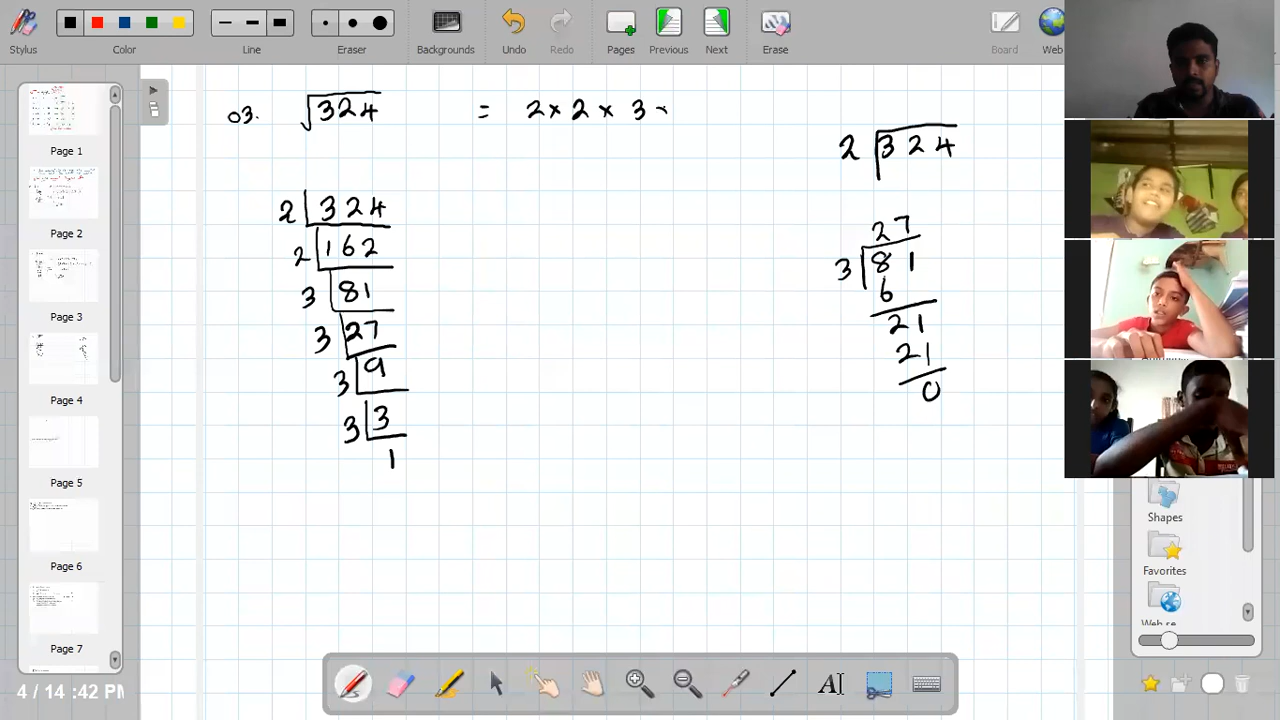 Stylus
Color
Line
Eraser
Backgrounds
Undo
Redo
Pages
Previous
Next
Erase
Board
Web
Page 1
Page 2
Page 3
Page 4
Page 5
Page 6
Page 7
4 / 14 :42 PM
03. √324 = 2 × 2 × 3 ×
2 324
2 162
3 81
3 27
3 9
3 3
1
2 324
27
3 81
6
21
21
0
Shapes
Favorites
Web se